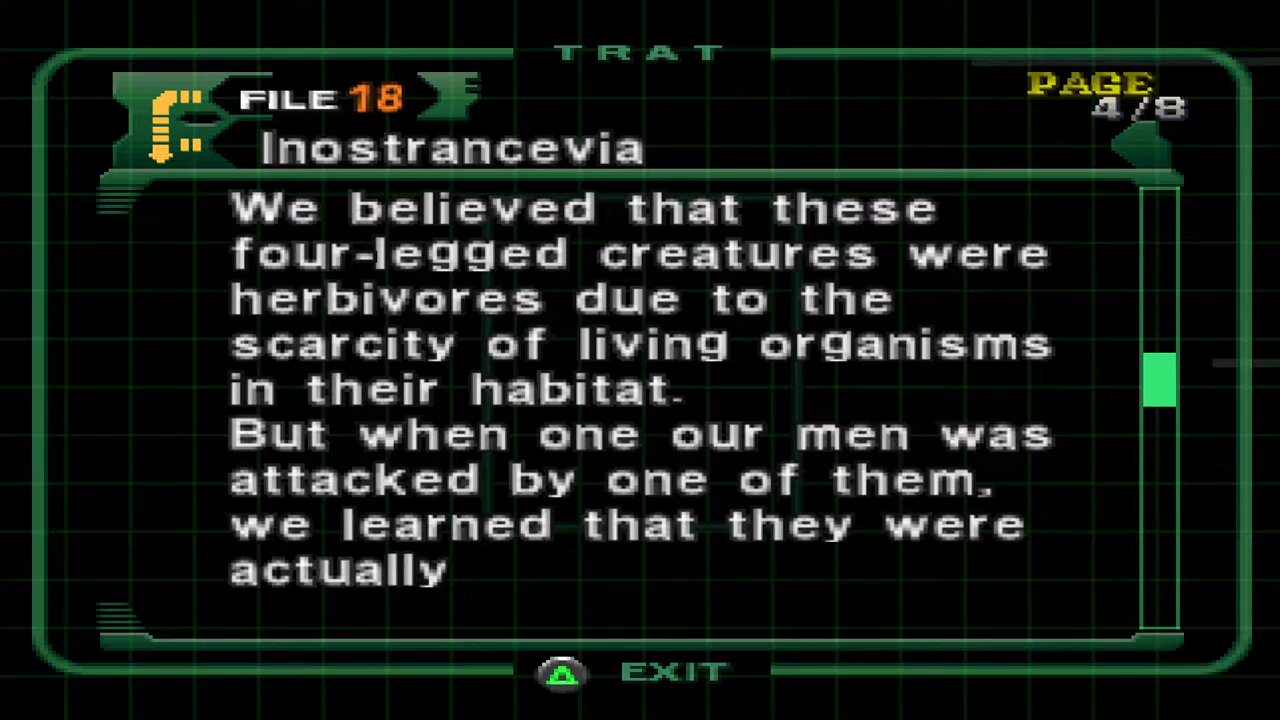 TRAT
FILE 18
PAGE
4/8
Inostrancevia
We believed that these
four-legged creatures were
herbivores due to the
scarcity of living organisms
in their habitat.
But when one our men was
attacked by one of them,
we learned that they were
actually
EXIT